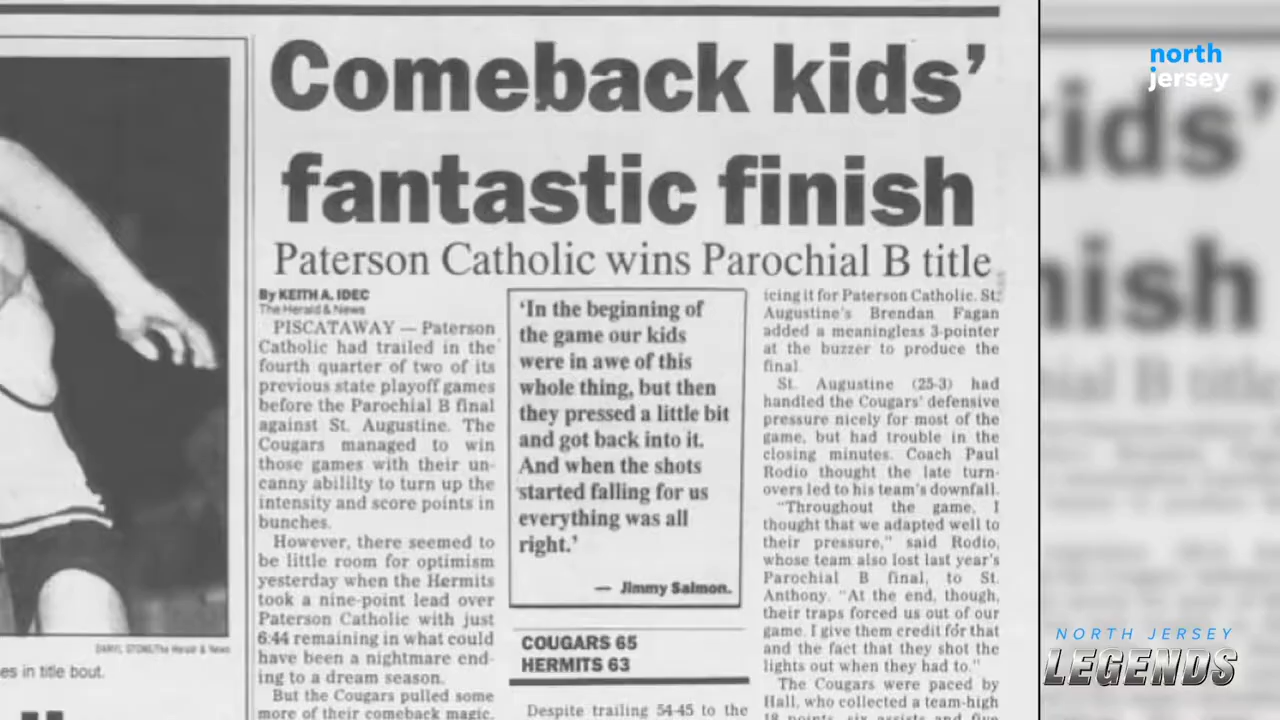 Comeback kids'
fantastic finish
Paterson Catholic wins Parochial B title
By KEITH A. IDEC
The Herald & News
PISCATAWAY — Paterson
Catholic had trailed in the
fourth quarter of two of its
previous state playoff games
before the Parochial B final
against St. Augustine. The
Cougars managed to win
those games with their un-
canny abililty to turn up the
intensity and score points in
bunches.
However, there seemed to
be little room for optimism
yesterday when the Hermits
took a nine-point lead over
Paterson Catholic with just
6:44 remaining in what could
have been a nightmare end-
ing to a dream season.
But the Cougars pulled some
more of their comeback magic,
'In the beginning of
the game our kids
were in awe of this
whole thing, but then
they pressed a little bit
and got back into it.
And when the shots
started falling for us
everything was all
right.'
— Jimmy Salmon.
COUGARS 65
HERMITS 63
Despite trailing 54-45 to the
icing it for Paterson Catholic. St.
Augustine's Brendan Fagan
added a meaningless 3-pointer
at the buzzer to produce the
final.
St. Augustine (25-3) had
handled the Cougars' defensive
pressure nicely for most of the
game, but had trouble in the
closing minutes. Coach Paul
Rodio thought the late turn-
overs led to his team's downfall.
"Throughout the game, I
thought that we adapted well to
their pressure," said Rodio,
whose team also lost last year's
Parochial B final, to St.
Anthony. "At the end, though,
their traps forced us out of our
game. I give them credit for that
and the fact that they shot the
lights out when they had to."
The Cougars were paced by
Hall, who collected a team-high
18 points, six assists and five
The Herald & News
es in title bout.
kids'
nish
hial B title
north
jersey
NORTH JERSEY
LEGENDS